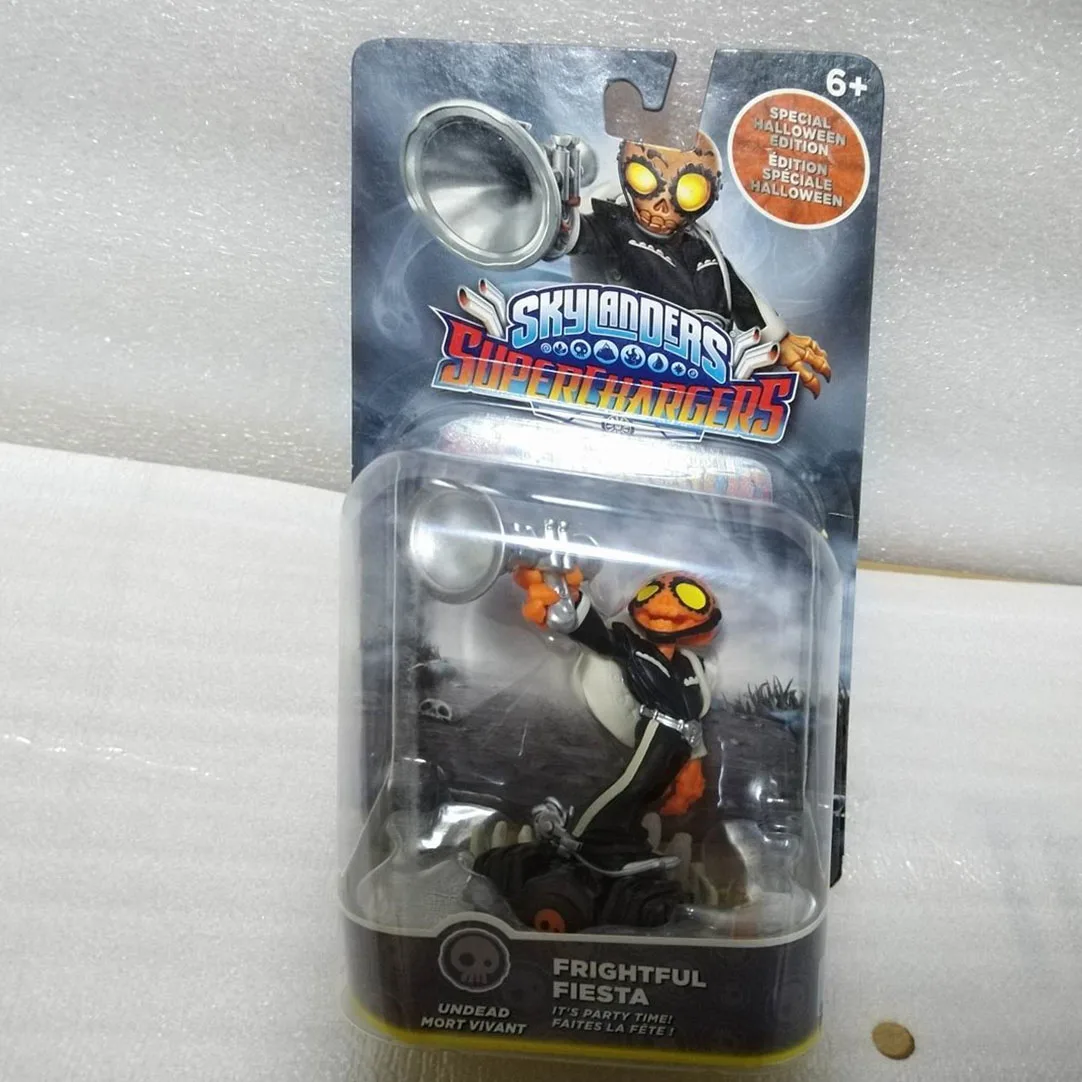 6+
SPECIAL
HALLOWEEN
EDITION
ÉDITION
SPÉCIALE
HALLOWEEN
SKYLANDERS
SUPERCHARGERS
FRIGHTFUL
FIESTA
UNDEAD
MORT VIVANT
IT'S PARTY TIME!
FAITES LA FÊTE !